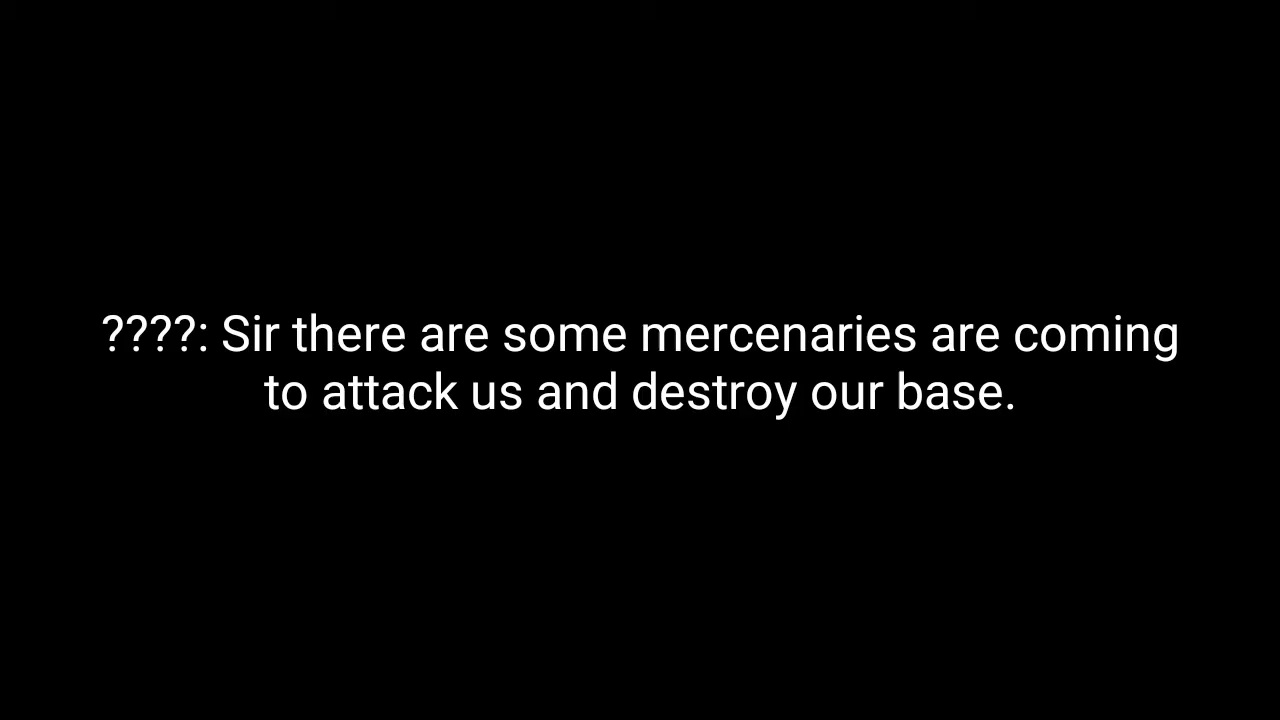 ????: Sir there are some mercenaries are coming
to attack us and destroy our base.